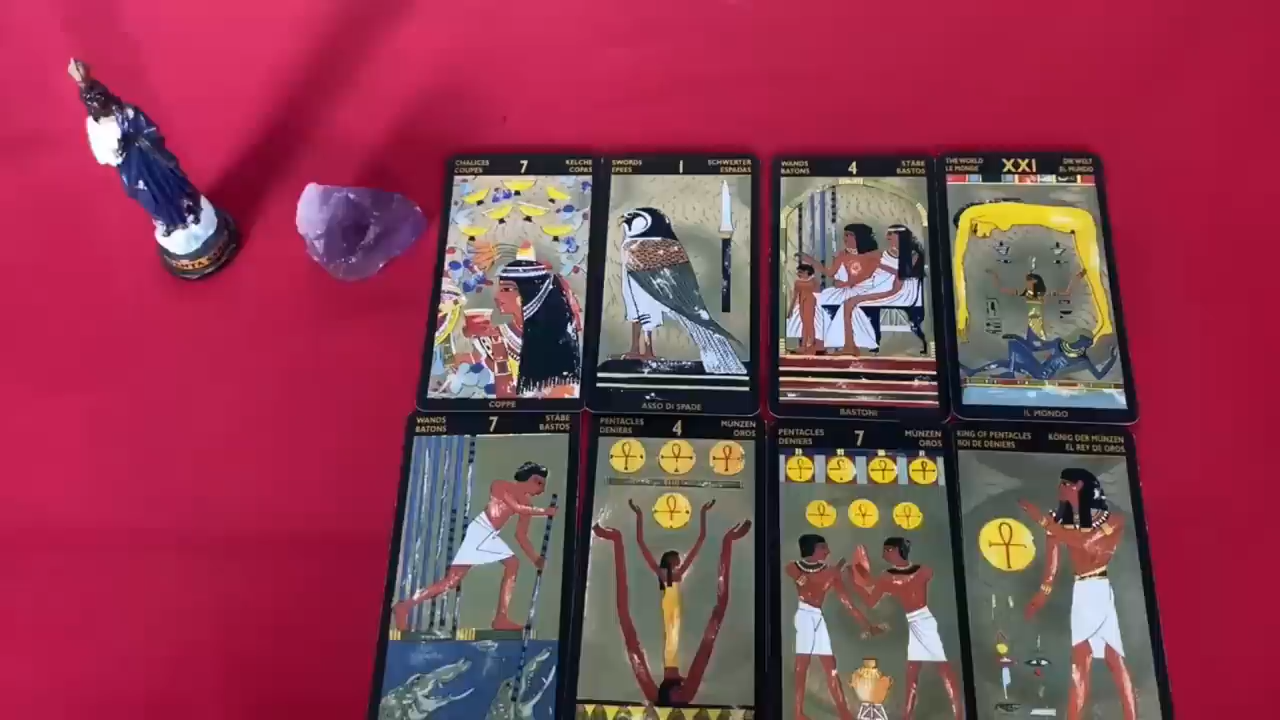 CHALICES 7 KELCHE
COUPES COPAS
COPPE
SWORDS I SCHWERTER
EPEES ESPADAS
ASSO DI SPADE
WANDS 4 STÄBE
BATONS BASTOS
BASTONI
THE WORLD XXI DIE WELT
LE MONDE EL MUNDO
IL MONDO
WANDS 7 STÄBE
BATONS BASTOS
PENTACLES 4 MÜNZEN
DENIERS OROS
PENTACLES 7 MÜNZEN
DENIERS OROS
KING OF PENTACLES KÖNIG DER MÜNZEN
ROI DE DENIERS EL REY DE OROS